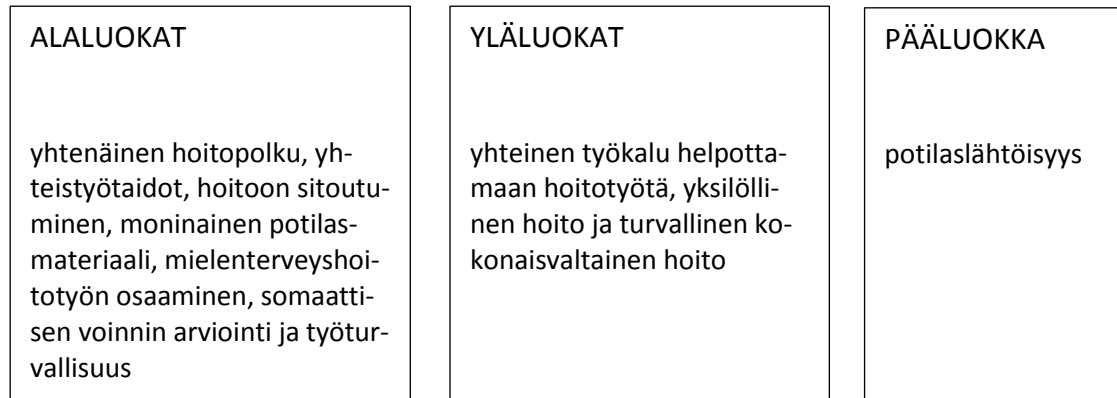 ALALUOKAT
yhtenäinen hoitopolku, yh-
teistyötaidot, hoitoon sitoutu-
minen, moninainen potilas-
materiaali, mielenterveyshoi-
totyön osaaminen, somaatti-
sen voinnin arviointi ja työtur-
vallisuus
YLÄLUOKAT
yhteinen työkalu helpotta-
maan hoitotyötä, yksilölli-
nen hoito ja turvallinen ko-
konaisvaltainen hoito
PÄÄLUOKKA
potilaslähtöisyys